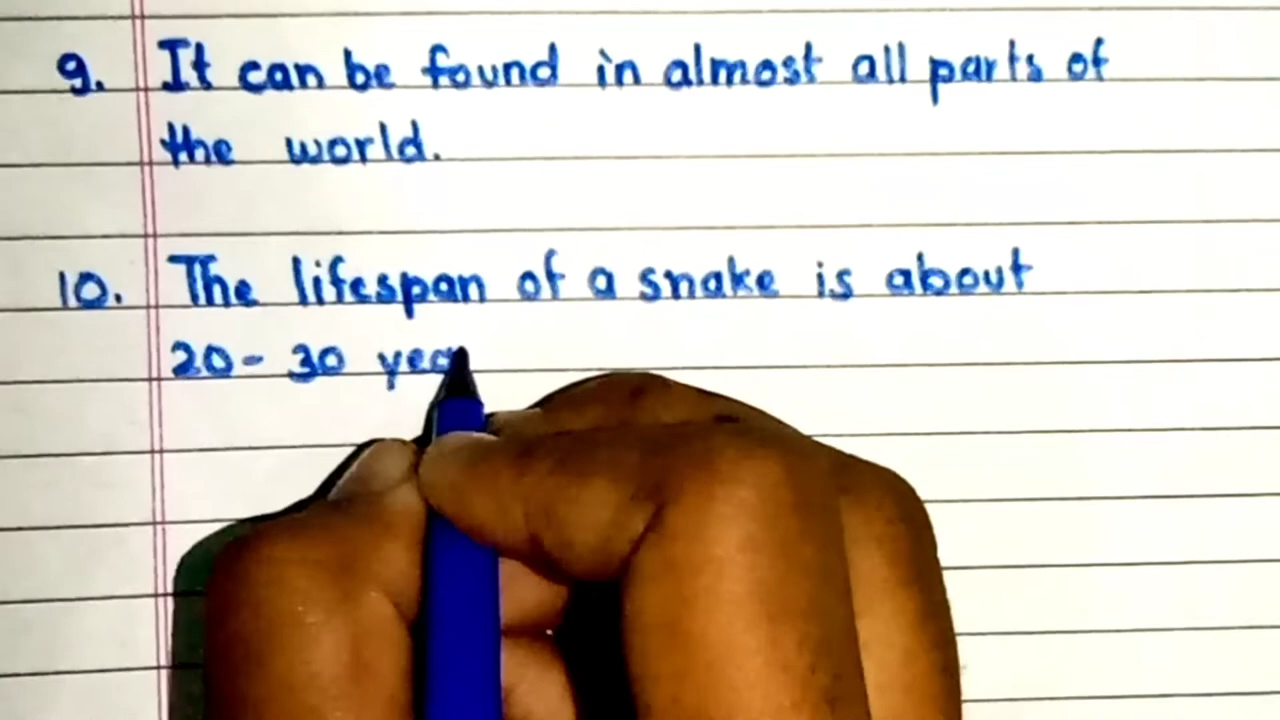 9. It can be found in almost all parts of
the world.
10. The lifespan of a snake is about
20- 30 yea